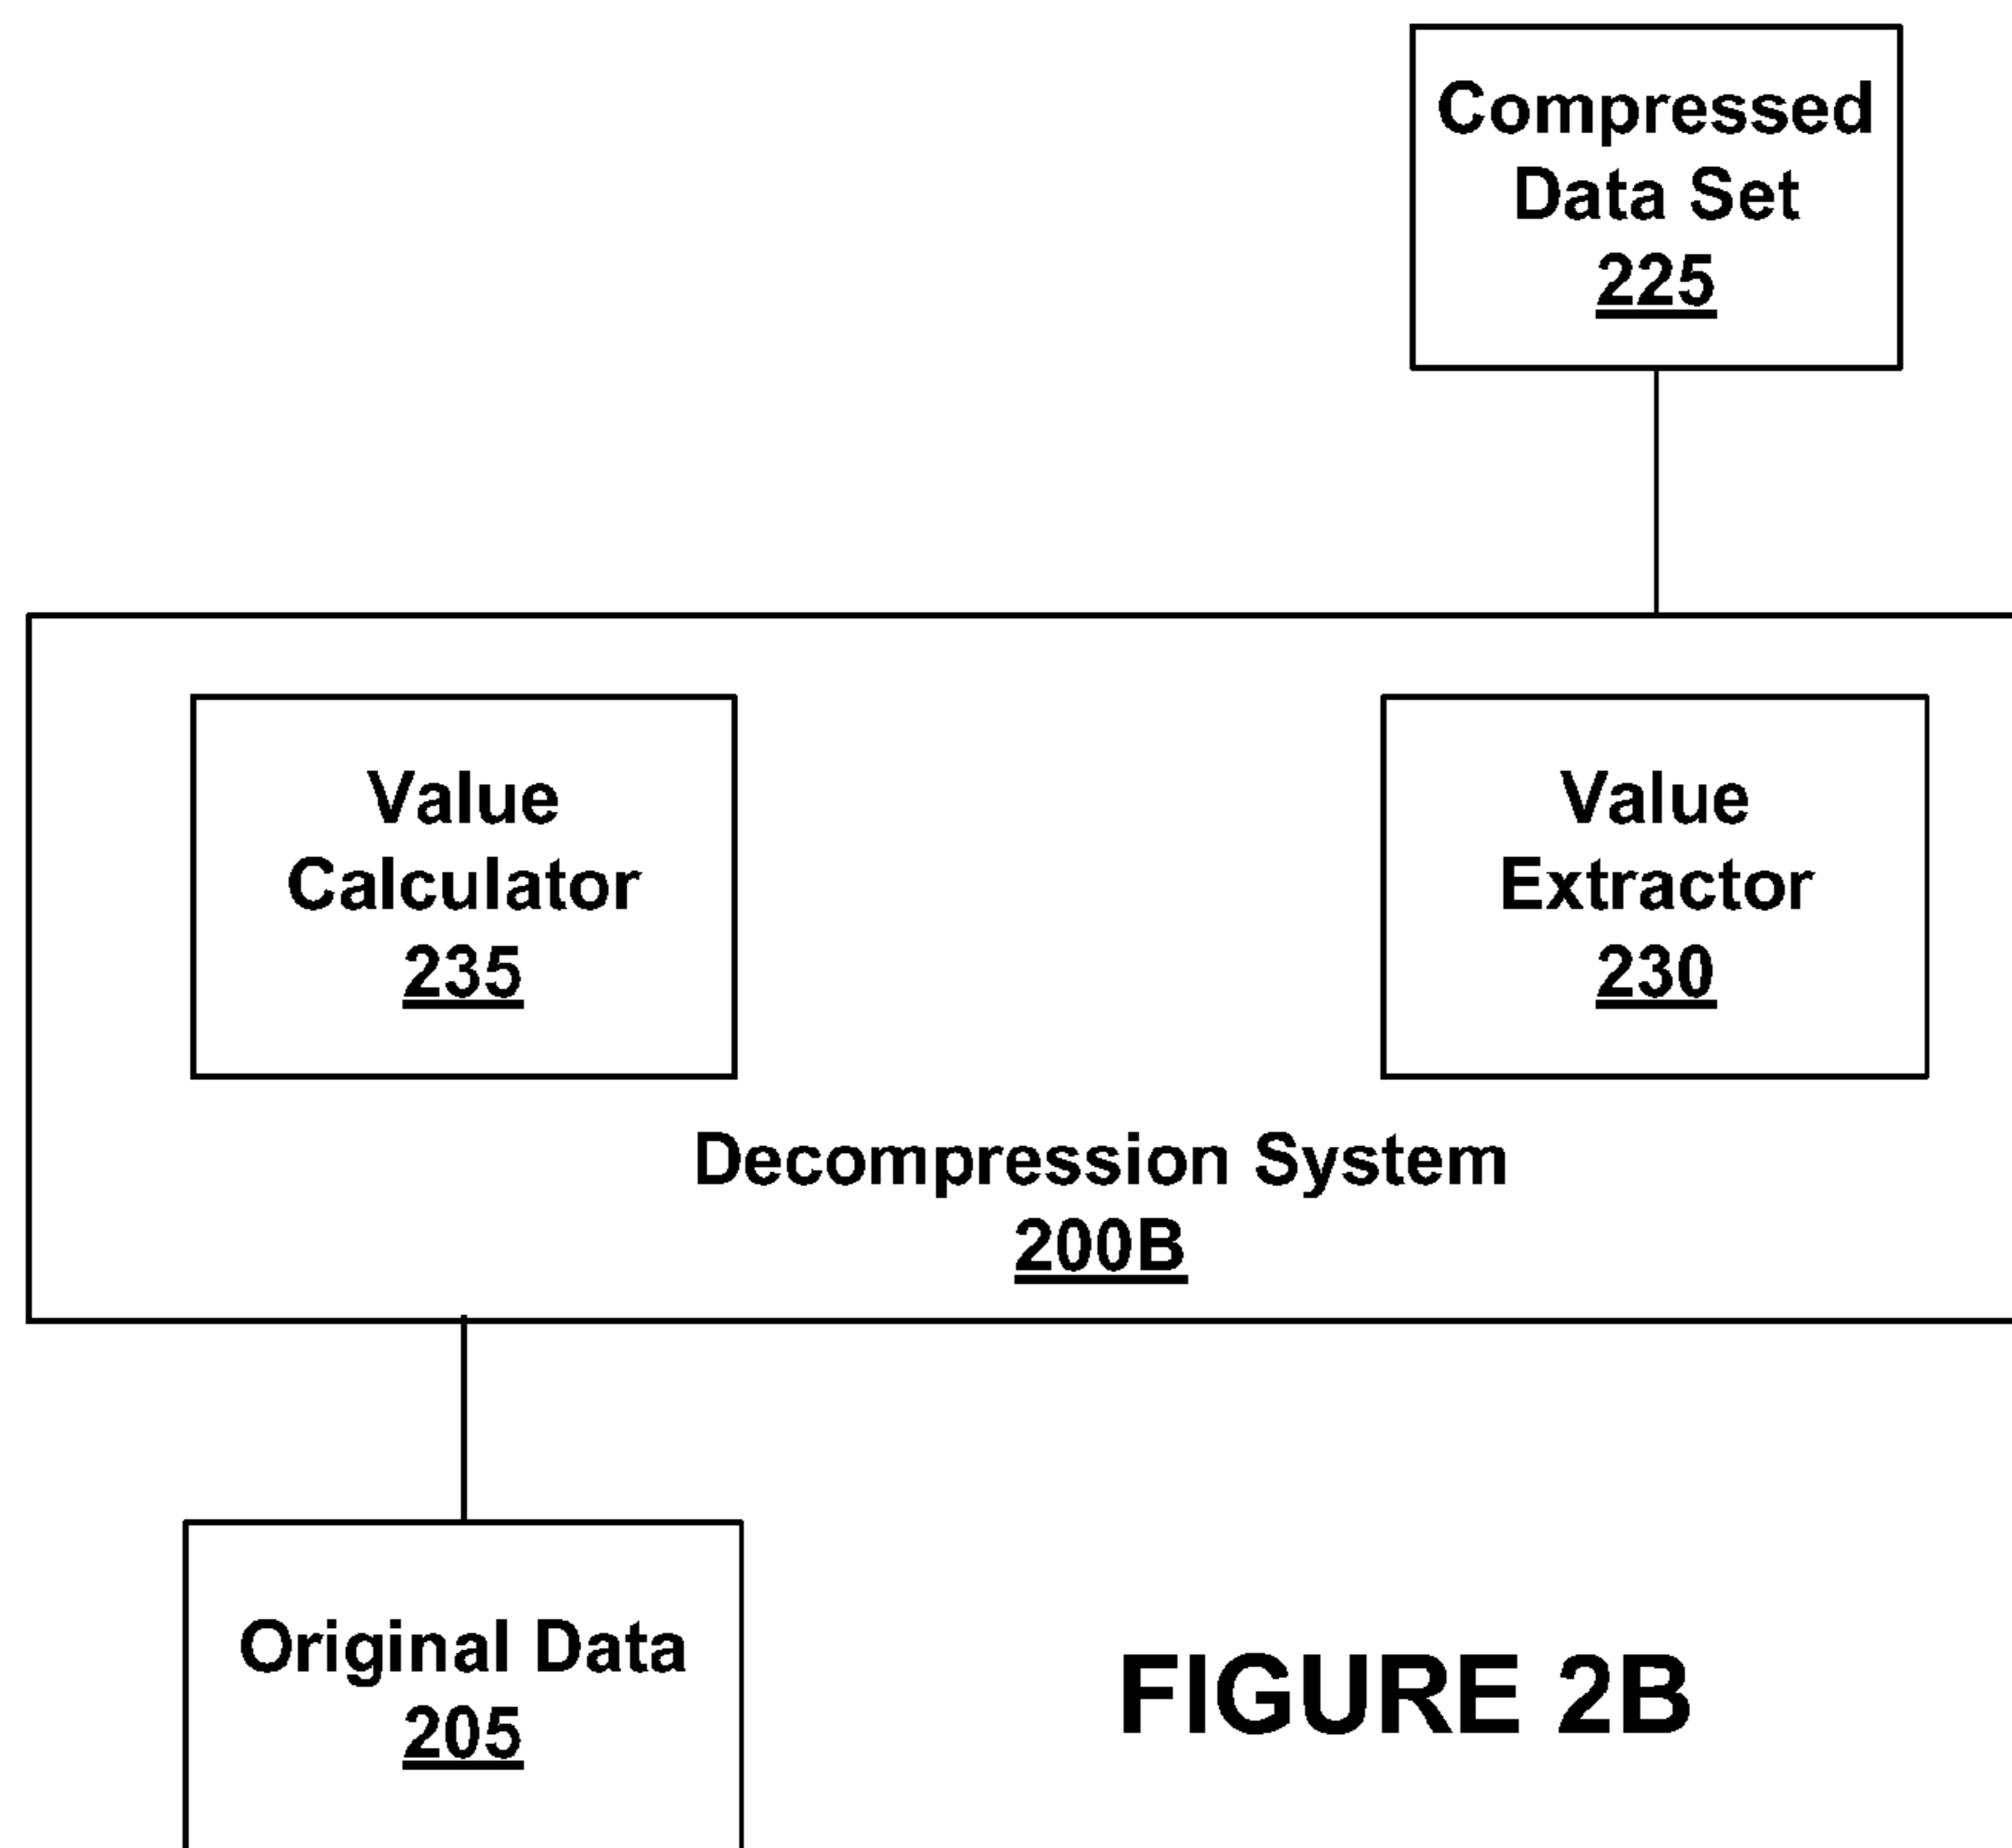 Compressed
Data Set
225
Value
Calculator
235
Value
Extractor
230
Decompression System
200B
Original Data
205
FIGURE 2B